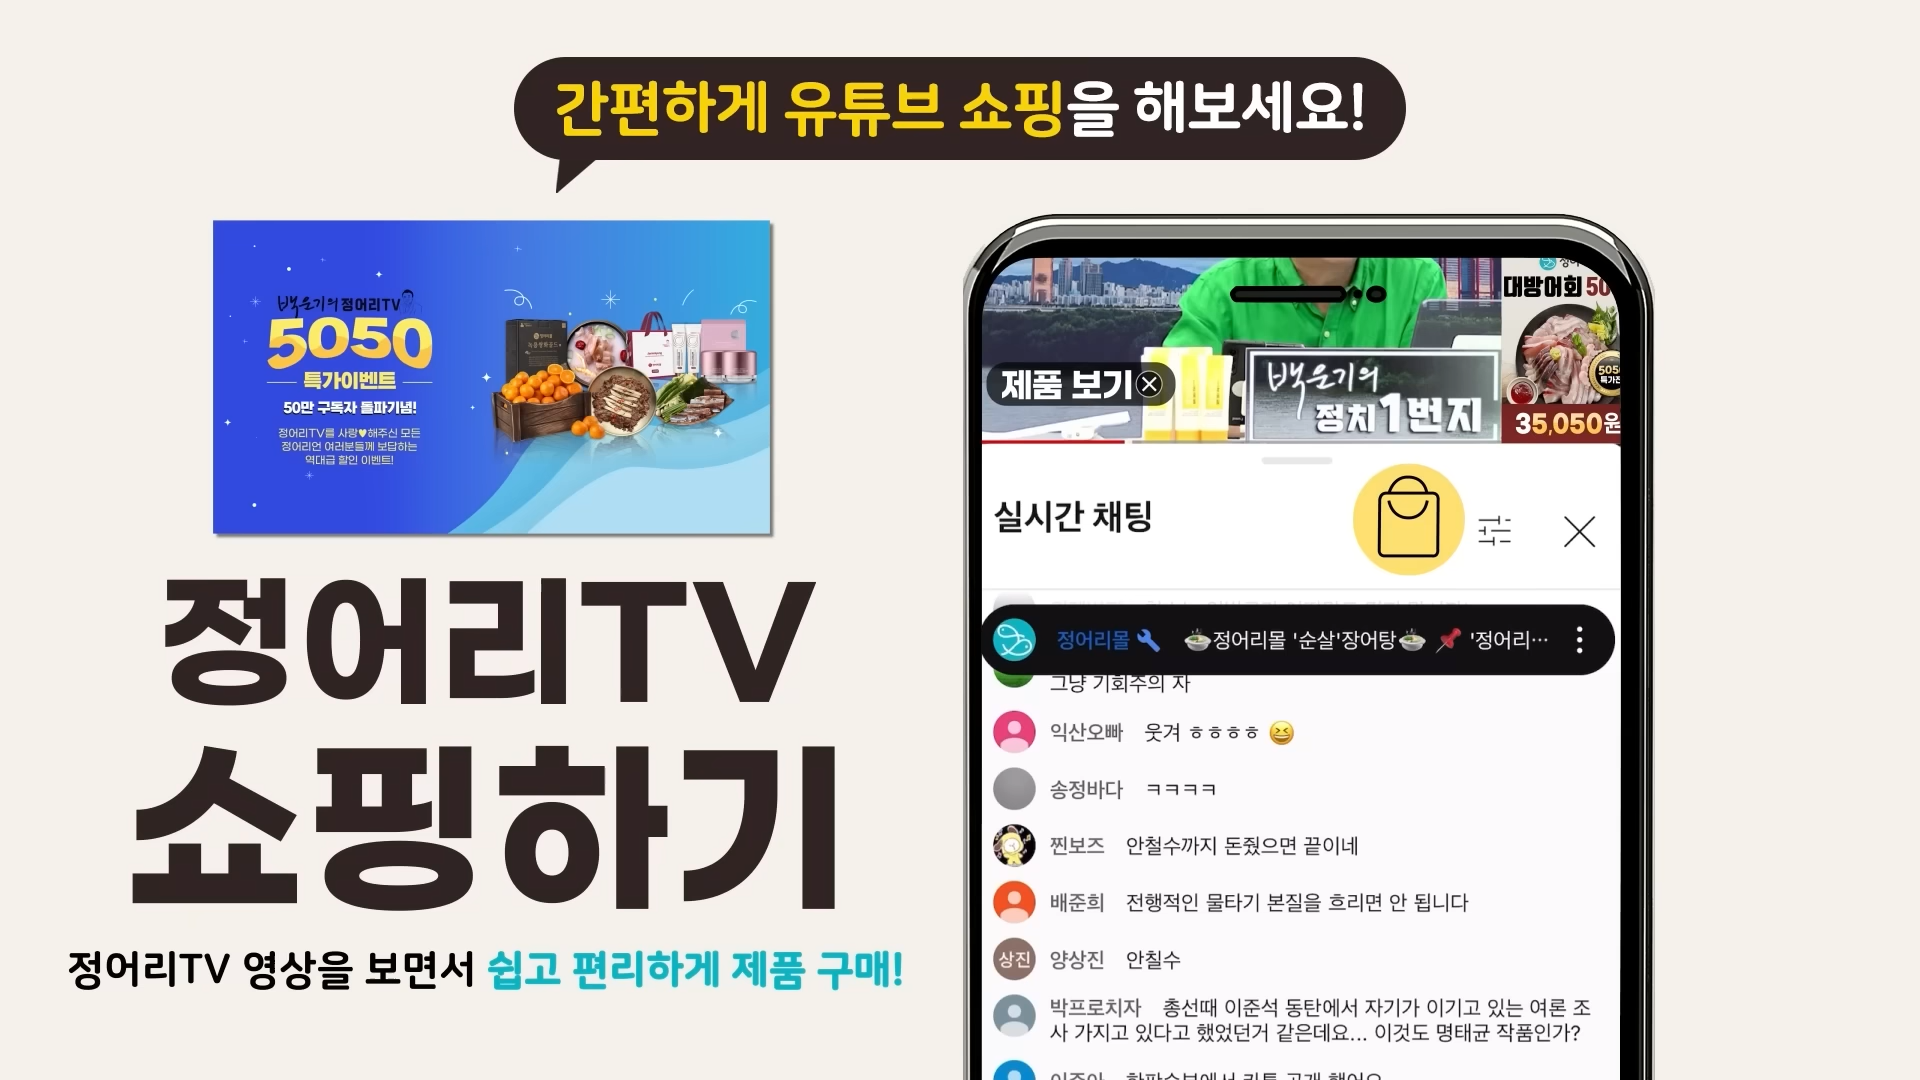 간편하게 유튜브 쇼핑을 해보세요!
백운기의 정어리TV
5050
특가이벤트
50만 구독자 돌파기념!
정어리TV를 사랑♥해주신 모든
정어리언 여러분들께 보답하는
역대급 할인 이벤트!
정어리TV
쇼핑하기
정어리TV 영상을 보면서 쉽고 편리하게 제품 구매!
대방어회 50
제품 보기
백운기의
정치1번지
5050
특가전
35,050원
실시간 채팅
정어리몰 🔧 🍲정어리몰 '순살'장어탕🍲 📌 '정어리…
그냥 기회주의 자
익산오빠 웃겨 ㅎㅎㅎㅎ 😆
송정바다 ㅋㅋㅋㅋ
찐보즈 안철수까지 돈줬으면 끝이네
배준희 전행적인 물타기 본질을 흐리면 안 됩니다
상진 양상진 안칠수
박프로치자 총선때 이준석 동탄에서 자기가 이기고 있는 여론 조
사 가지고 있다고 했었던거 같은데요... 이것도 명태균 작품인가?